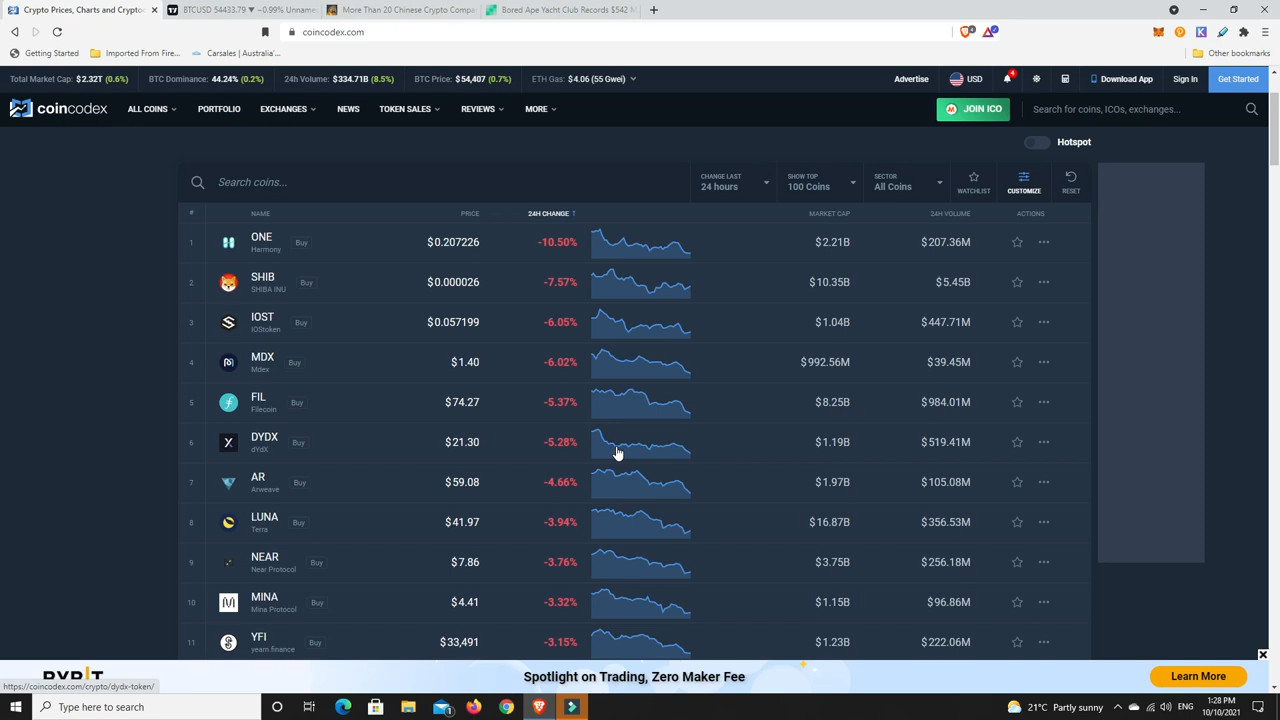 Crypto Prices, Charts and Crypto
BTCUSD 54433.79 ▼ −0.99% Unname
More Than 20 Chinese Crypto Compa
Bored Ape Yacht Club Records $542.
coincodex.com
Getting Started
Imported From Fire...
Carsales | Australia'...
Other bookmarks
Total Market Cap: $2.32T (0.6%)
BTC Dominance: 44.24% (0.2%)
24h Volume: $334.71B (8.5%)
BTC Price: $54,407 (0.7%)
ETH Gas: $4.06 (55 Gwei)
Advertise
USD
4
Download App
Sign In
Get Started
coincodex
ALL COINS
PORTFOLIO
EXCHANGES
NEWS
TOKEN SALES
REVIEWS
MORE
JOIN ICO
Search for coins, ICOs, exchanges...
Hotspot
Search coins...
CHANGE LAST
24 hours
SHOW TOP
100 Coins
SECTOR
All Coins
WATCHLIST
CUSTOMIZE
RESET
# NAME PRICE 24H CHANGE ↑ MARKET CAP 24H VOLUME ACTIONS
1 ONE Harmony Buy $0.207226 -10.50% $2.21B $207.36M
2 SHIB SHIBA INU Buy $0.000026 -7.57% $10.35B $5.45B
3 IOST IOStoken Buy $0.057199 -6.05% $1.04B $447.71M
4 MDX Mdex Buy $1.40 -6.02% $992.56M $39.45M
5 FIL Filecoin Buy $74.27 -5.37% $8.25B $984.01M
6 DYDX dYdX Buy $21.30 -5.28% $1.19B $519.41M
7 AR Arweave Buy $59.08 -4.66% $1.97B $105.08M
8 LUNA Terra Buy $41.97 -3.94% $16.87B $356.53M
9 NEAR Near Protocol Buy $7.86 -3.76% $3.75B $256.18M
10 MINA Mina Protocol Buy $4.41 -3.32% $1.15B $96.86M
11 YFI yearn.finance Buy $33,491 -3.15% $1.23B $222.06M
Spotlight on Trading, Zero Maker Fee
Learn More
https://coincodex.com/crypto/dydx-token/
Type here to search
21°C Partly sunny
ENG
1:28 PM
10/10/2021